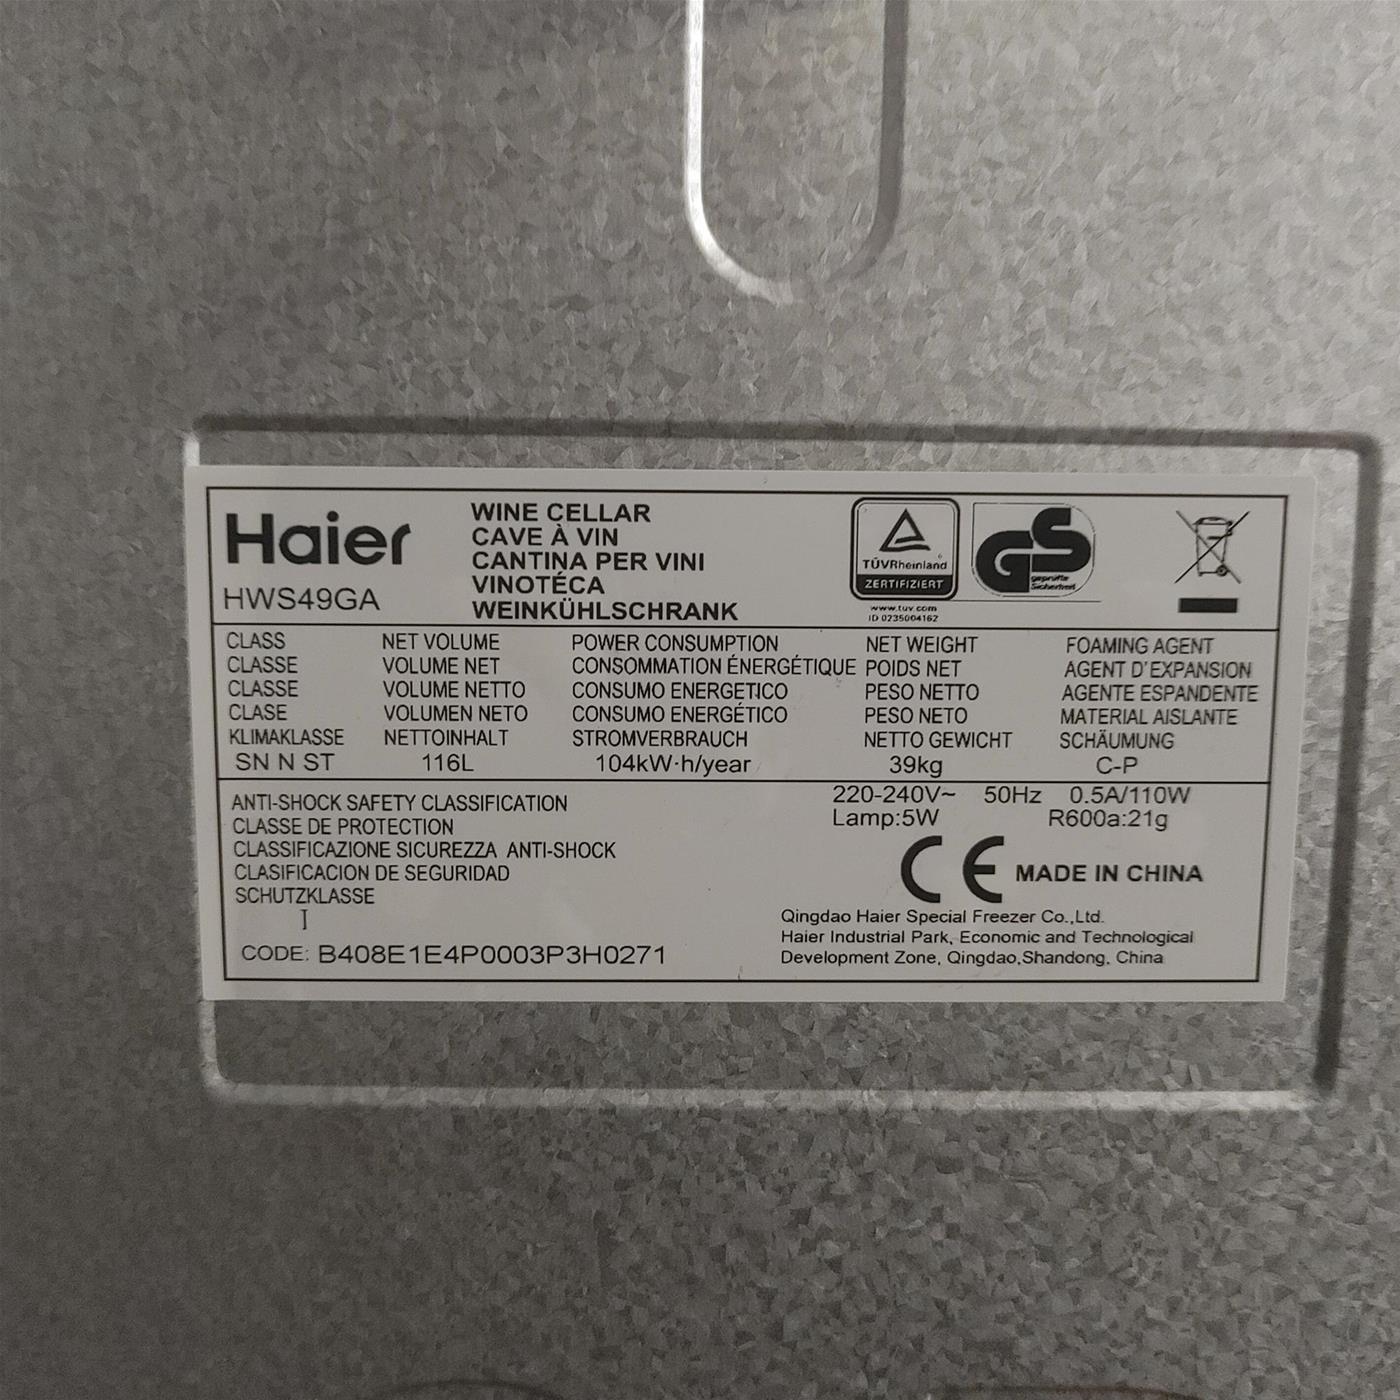 Haier
HWS49GA
WINE CELLAR
CAVE À VIN
CANTINA PER VINI
VINOTÉCA
WEINKÜHLSCHRANK
TÜVRheinland
ZERTIFIZIERT
www.tuv.com
ID 0235004162
GS
geprüfte
Sicherheit
CLASS NET VOLUME POWER CONSUMPTION NET WEIGHT FOAMING AGENT
CLASSE VOLUME NET CONSOMMATION ÉNERGÉTIQUE POIDS NET AGENT D'EXPANSION
CLASSE VOLUME NETTO CONSUMO ENERGETICO PESO NETTO AGENTE ESPANDENTE
CLASE VOLUMEN NETO CONSUMO ENERGÉTICO PESO NETO MATERIAL AISLANTE
KLIMAKLASSE NETTOINHALT STROMVERBRAUCH NETTO GEWICHT SCHÄUMUNG
SN N ST 116L 104kW·h/year 39kg C-P
ANTI-SHOCK SAFETY CLASSIFICATION
CLASSE DE PROTECTION
CLASSIFICAZIONE SICUREZZA ANTI-SHOCK
CLASIFICACION DE SEGURIDAD
SCHUTZKLASSE
I
CODE: B408E1E4P0003P3H0271
220-240V~ 50Hz 0.5A/110W
Lamp:5W R600a:21g
CE MADE IN CHINA
Qingdao Haier Special Freezer Co.,Ltd.
Haier Industrial Park, Economic and Technological
Development Zone, Qingdao,Shandong, China